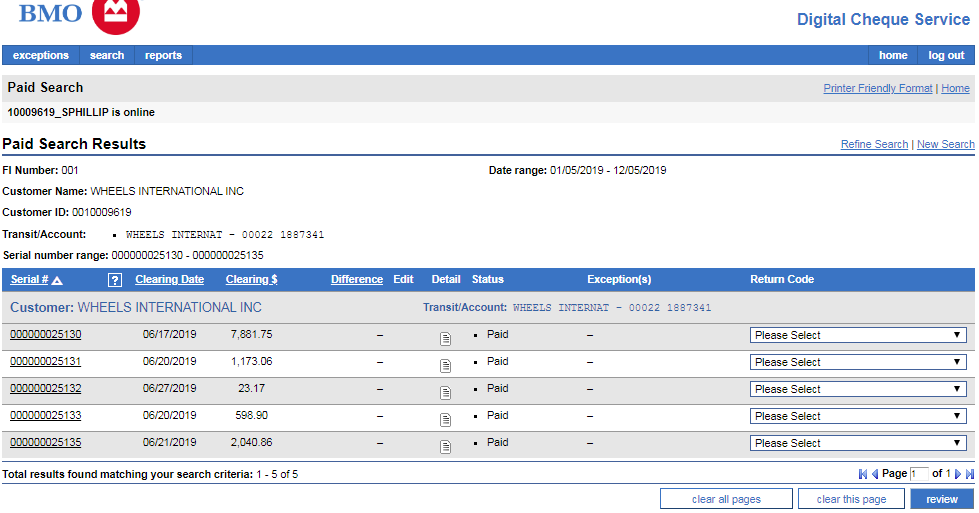 BMO
Digital Cheque Service
exceptions search reports home log out
Paid Search Printer Friendly Format | Home
10009619_SPHILLIP is online
Paid Search Results Refine Search | New Search
FI Number: 001 Date range: 01/05/2019 - 12/05/2019
Customer Name: WHEELS INTERNATIONAL INC
Customer ID: 0010009619
Transit/Account: • WHEELS INTERNAT - 00022 1887341
Serial number range: 000000025130 - 000000025135
Serial # ? Clearing Date Clearing $ Difference Edit Detail Status Exception(s) Return Code
Customer: WHEELS INTERNATIONAL INC Transit/Account: WHEELS INTERNAT - 00022 1887341
000000025130 06/17/2019 7,881.75 – • Paid – Please Select
000000025131 06/20/2019 1,173.06 – • Paid – Please Select
000000025132 06/27/2019 23.17 – • Paid – Please Select
000000025133 06/20/2019 598.90 – • Paid – Please Select
000000025135 06/21/2019 2,040.86 – • Paid – Please Select
Total results found matching your search criteria: 1 - 5 of 5 Page 1 of 1
clear all pages clear this page review